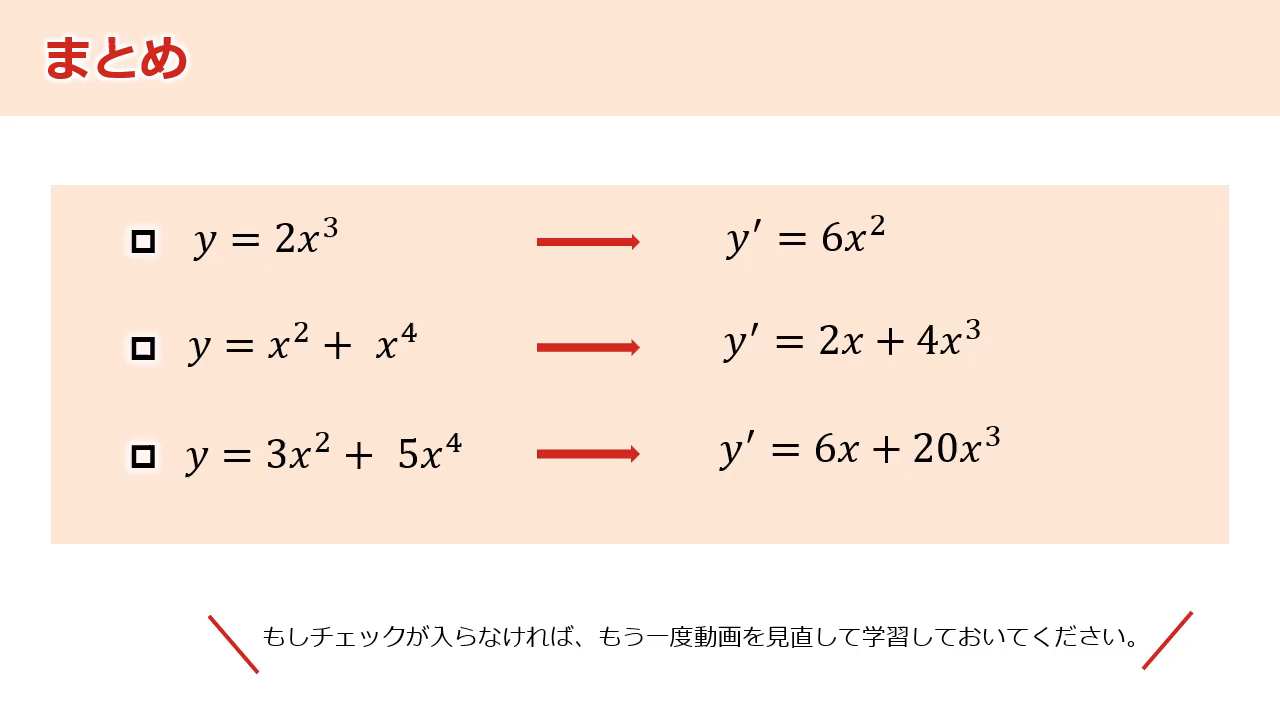 まとめ
y = 2x³ → y′ = 6x²
y = x² + x⁴ → y′ = 2x + 4x³
y = 3x² + 5x⁴ → y′ = 6x + 20x³
もしチェックが入らなければ、もう一度動画を見直して学習しておいてください。